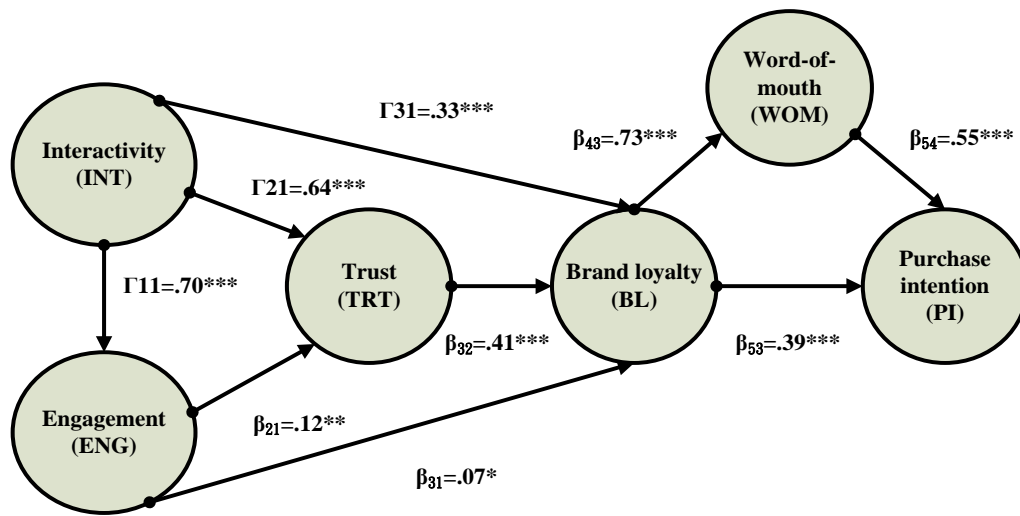 Word-of-
mouth
(WOM)
Γ31=.33***
β43=.73***
β54=.55***
Interactivity
(INT)
Γ21=.64***
Trust
(TRT)
Brand loyalty
(BL)
Purchase
intention
(PI)
Γ11=.70***
β32=.41***
β53=.39***
Engagement
(ENG)
β21=.12**
β31=.07*